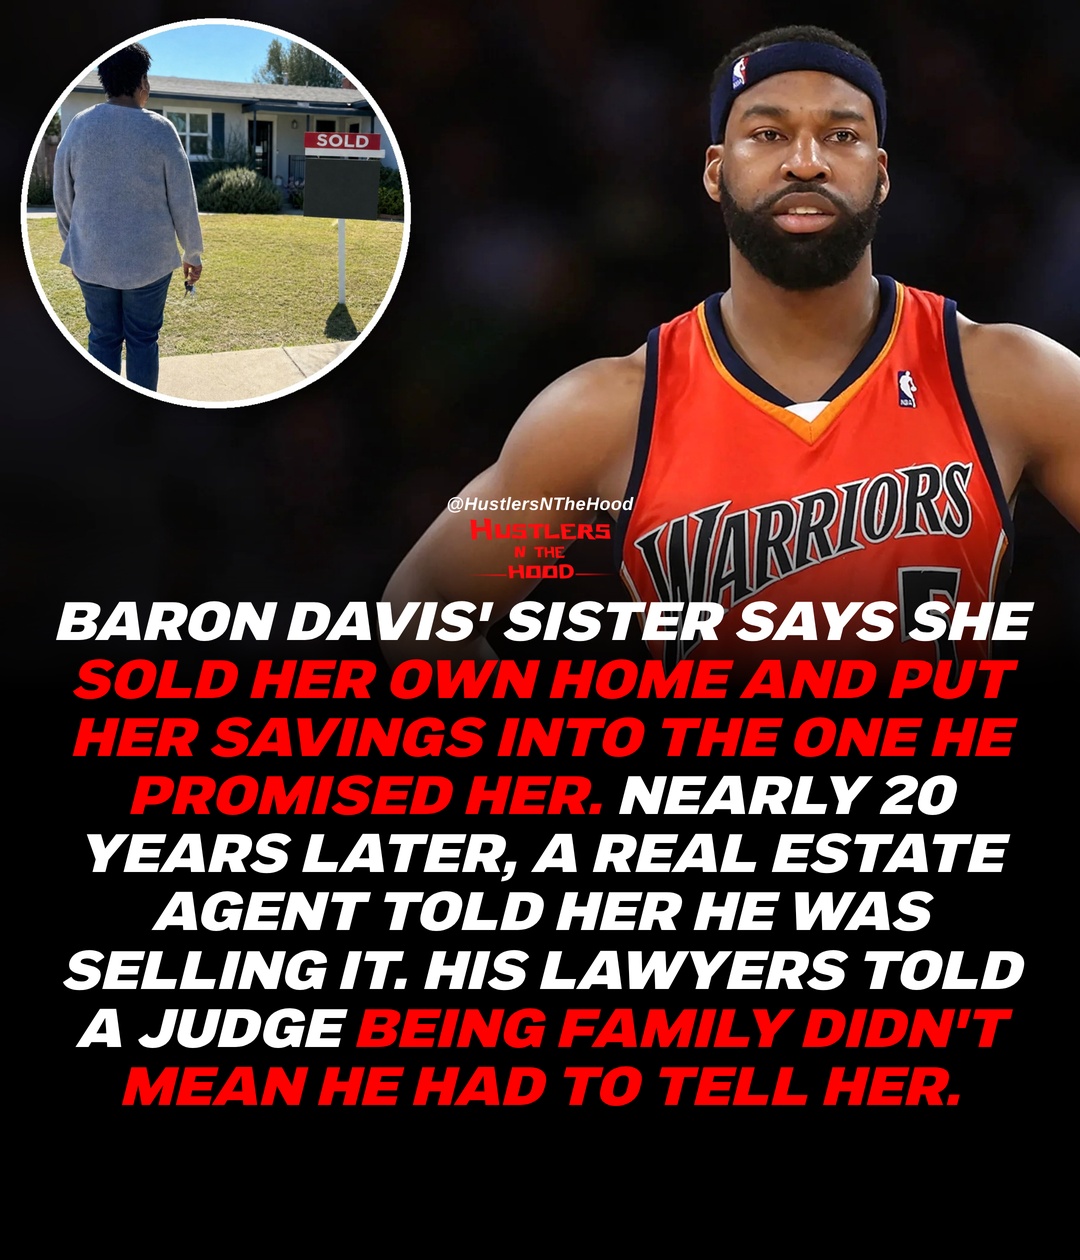 SOLD
NBA
WARRIORS
5
@HustlersNTheHood
HUSTLERS
N THE
HOOD
BARON DAVIS' SISTER SAYS SHE
SOLD HER OWN HOME AND PUT
HER SAVINGS INTO THE ONE HE
PROMISED HER. NEARLY 20
YEARS LATER, A REAL ESTATE
AGENT TOLD HER HE WAS
SELLING IT. HIS LAWYERS TOLD
A JUDGE BEING FAMILY DIDN'T
MEAN HE HAD TO TELL HER.